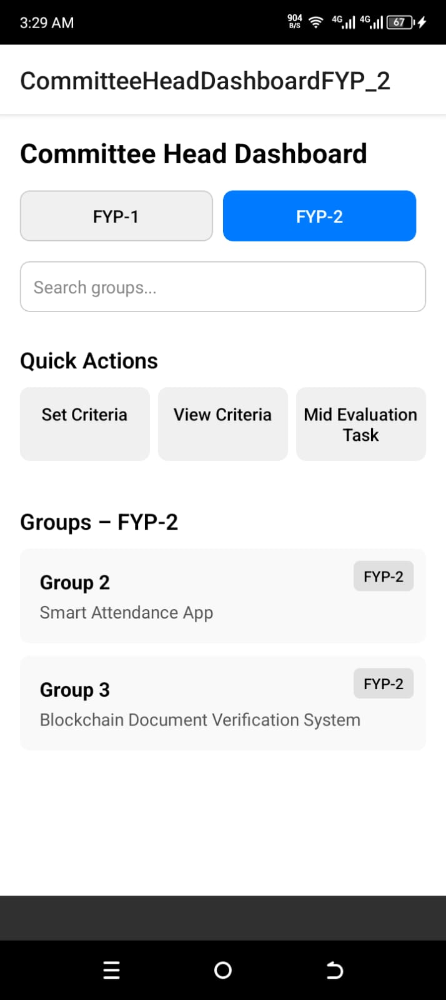 3:29 AM
904
B/S
4G
4G
67
CommitteeHeadDashboardFYP_2
Committee Head Dashboard
FYP-1
FYP-2
Search groups...
Quick Actions
Set Criteria
View Criteria
Mid Evaluation
Task
Groups – FYP-2
Group 2
FYP-2
Smart Attendance App
Group 3
FYP-2
Blockchain Document Verification System